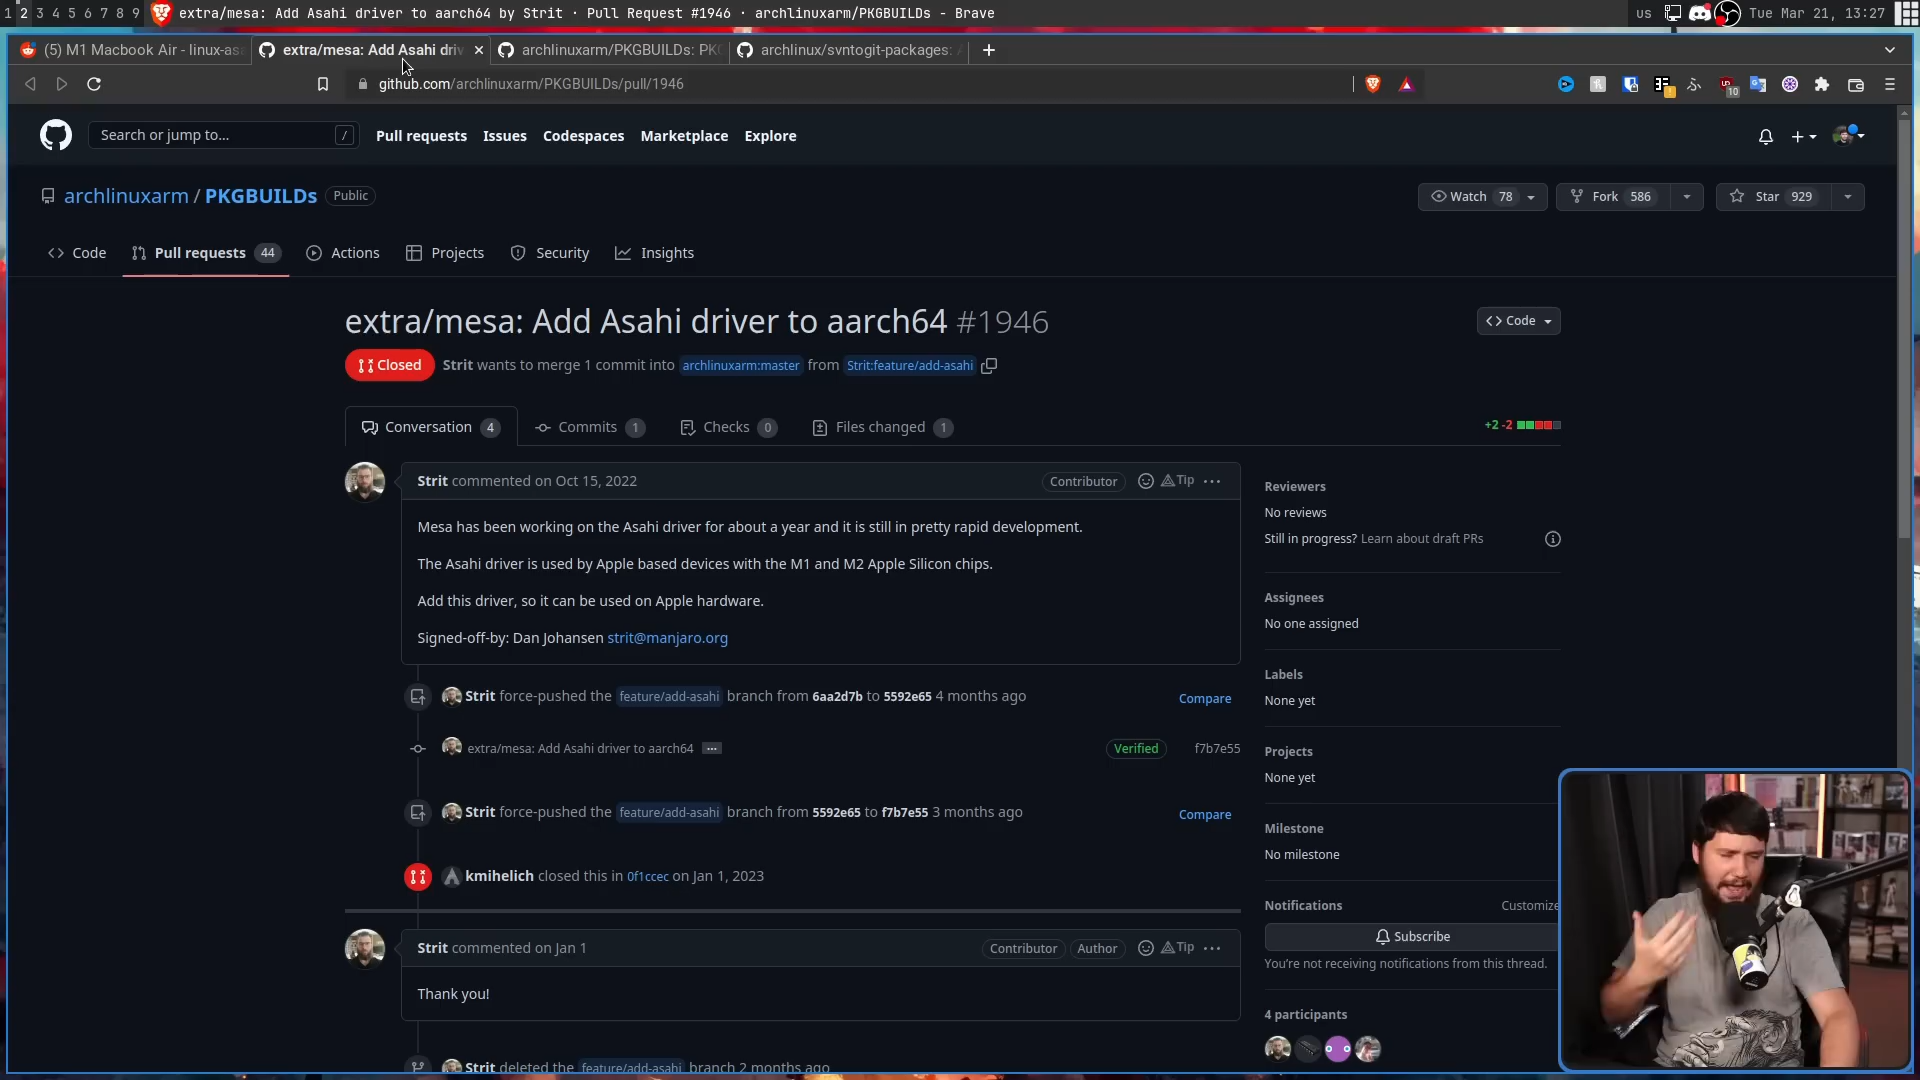 1 2 3 4 5 6 7 8 9 extra/mesa: Add Asahi driver to aarch64 by Strit · Pull Request #1946 · archlinuxarm/PKGBUILDs - Brave us Tue Mar 21, 13:27
(5) M1 Macbook Air - linux-as extra/mesa: Add Asahi driv archlinuxarm/PKGBUILDs: PK archlinux/svntogit-packages:
github.com/archlinuxarm/PKGBUILDs/pull/1946 10
Search or jump to... / Pull requests Issues Codespaces Marketplace Explore
archlinuxarm / PKGBUILDs Public Watch 78 Fork 586 Star 929
Code Pull requests 44 Actions Projects Security Insights
extra/mesa: Add Asahi driver to aarch64 #1946 <> Code
Closed Strit wants to merge 1 commit into archlinuxarm:master from Strit:feature/add-asahi
Conversation 4 Commits 1 Checks 0 Files changed 1 +2 -2
Strit commented on Oct 15, 2022 Contributor Tip ...
Mesa has been working on the Asahi driver for about a year and it is still in pretty rapid development.
The Asahi driver is used by Apple based devices with the M1 and M2 Apple Silicon chips.
Add this driver, so it can be used on Apple hardware.
Signed-off-by: Dan Johansen strit@manjaro.org
Strit force-pushed the feature/add-asahi branch from 6aa2d7b to 5592e65 4 months ago Compare
extra/mesa: Add Asahi driver to aarch64 ... Verified f7b7e55
Strit force-pushed the feature/add-asahi branch from 5592e65 to f7b7e55 3 months ago Compare
kmihelich closed this in 0f1ccec on Jan 1, 2023
Strit commented on Jan 1 Contributor Author Tip ...
Thank you!
Strit deleted the feature/add-asahi branch 2 months ago
Reviewers
No reviews
Still in progress? Learn about draft PRs
Assignees
No one assigned
Labels
None yet
Projects
None yet
Milestone
No milestone
Notifications Customize
Subscribe
You're not receiving notifications from this thread.
4 participants